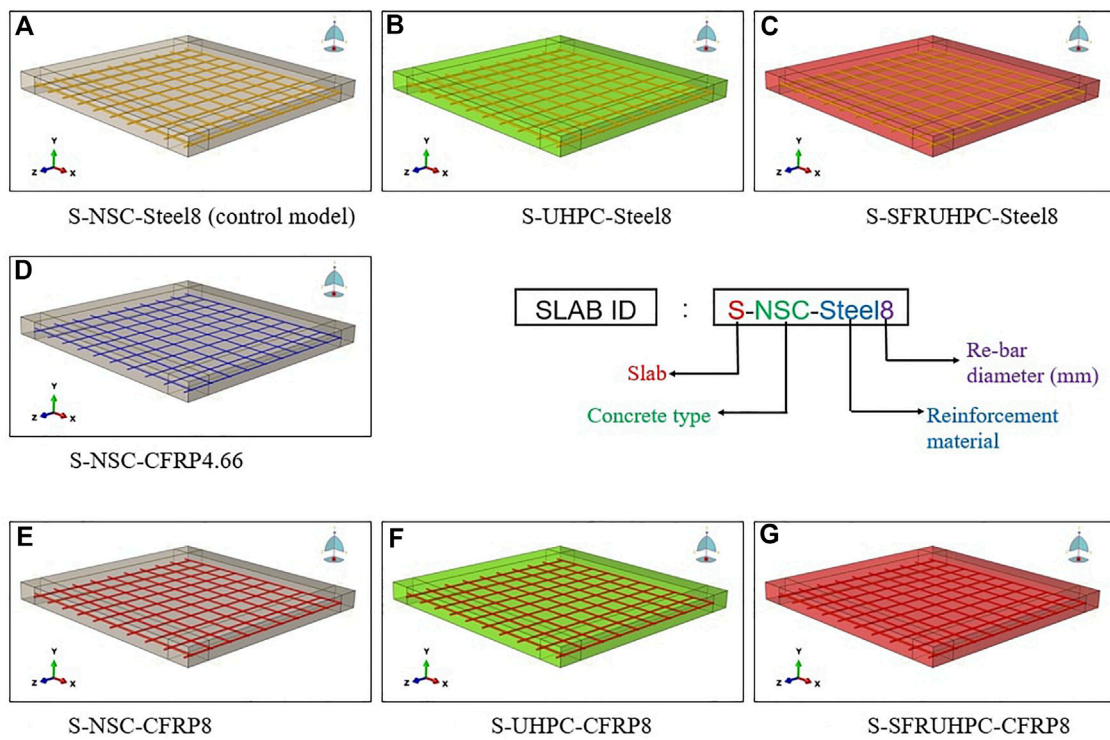 A
B
C
Y
Z
X
Y
Z
X
Y
Z
X
S-NSC-Steel8 (control model)
S-UHPC-Steel8
S-SFRUHPC-Steel8
D
Y
Z
X
S-NSC-CFRP4.66
SLAB ID : S-NSC-Steel8
Slab
Concrete type
Re-bar
diameter (mm)
Reinforcement
material
E
F
G
Y
Z
X
Y
Z
X
Y
Z
X
S-NSC-CFRP8
S-UHPC-CFRP8
S-SFRUHPC-CFRP8